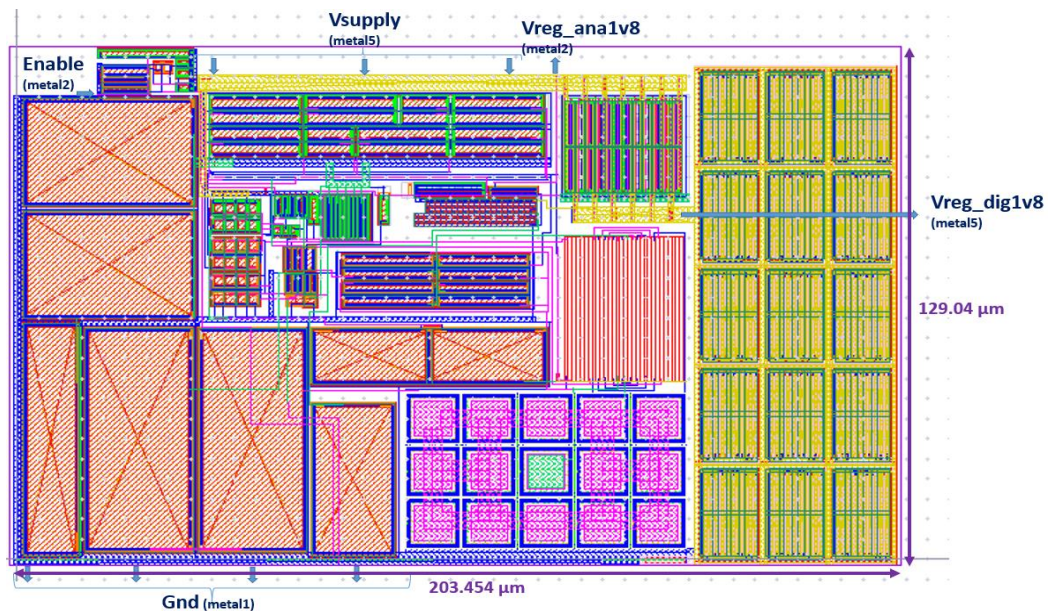 Vsupply
(metal5)
Vreg_ana1v8
(metal2)
Enable
(metal2)
Vreg_dig1v8
(metal5)
129.04 µm
203.454 µm
Gnd (metal1)